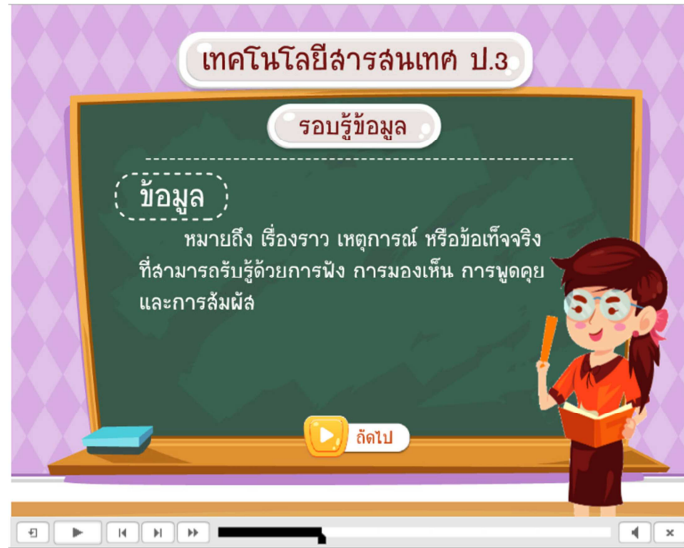 เทคโนโลยีสารสนเทศ ป.3
รอบรู้ข้อมูล
ข้อมูล
หมายถึง เรื่องราว เหตุการณ์ หรือข้อเท็จจริง
ที่สามารถรับรู้ด้วยการฟัง การมองเห็น การพูดคุย
และการสัมผัส
ถัดไป